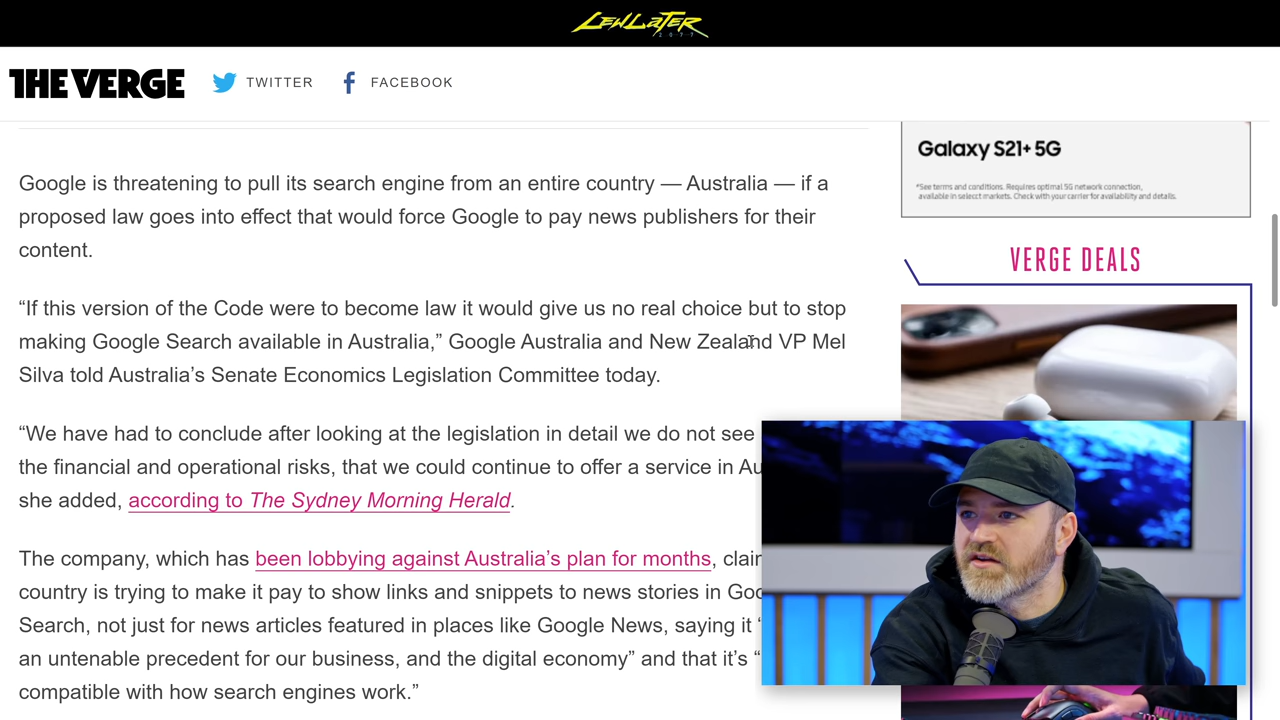 LEWLATER
2077
THE VERGE
TWITTER
FACEBOOK
Galaxy S21+ 5G
*See terms and conditions. Requires optimal 5G network connection,
available in select markets. Check with your carrier for availability and details.
Google is threatening to pull its search engine from an entire country — Australia — if a
proposed law goes into effect that would force Google to pay news publishers for their
content.
“If this version of the Code were to become law it would give us no real choice but to stop
making Google Search available in Australia,” Google Australia and New Zealand VP Mel
Silva told Australia’s Senate Economics Legislation Committee today.
“We have had to conclude after looking at the legislation in detail we do not see
the financial and operational risks, that we could continue to offer a service in Au
she added, according to The Sydney Morning Herald.
The company, which has been lobbying against Australia’s plan for months, clai
country is trying to make it pay to show links and snippets to news stories in Goo
Search, not just for news articles featured in places like Google News, saying it “
an untenable precedent for our business, and the digital economy” and that it’s “
compatible with how search engines work.”
VERGE DEALS